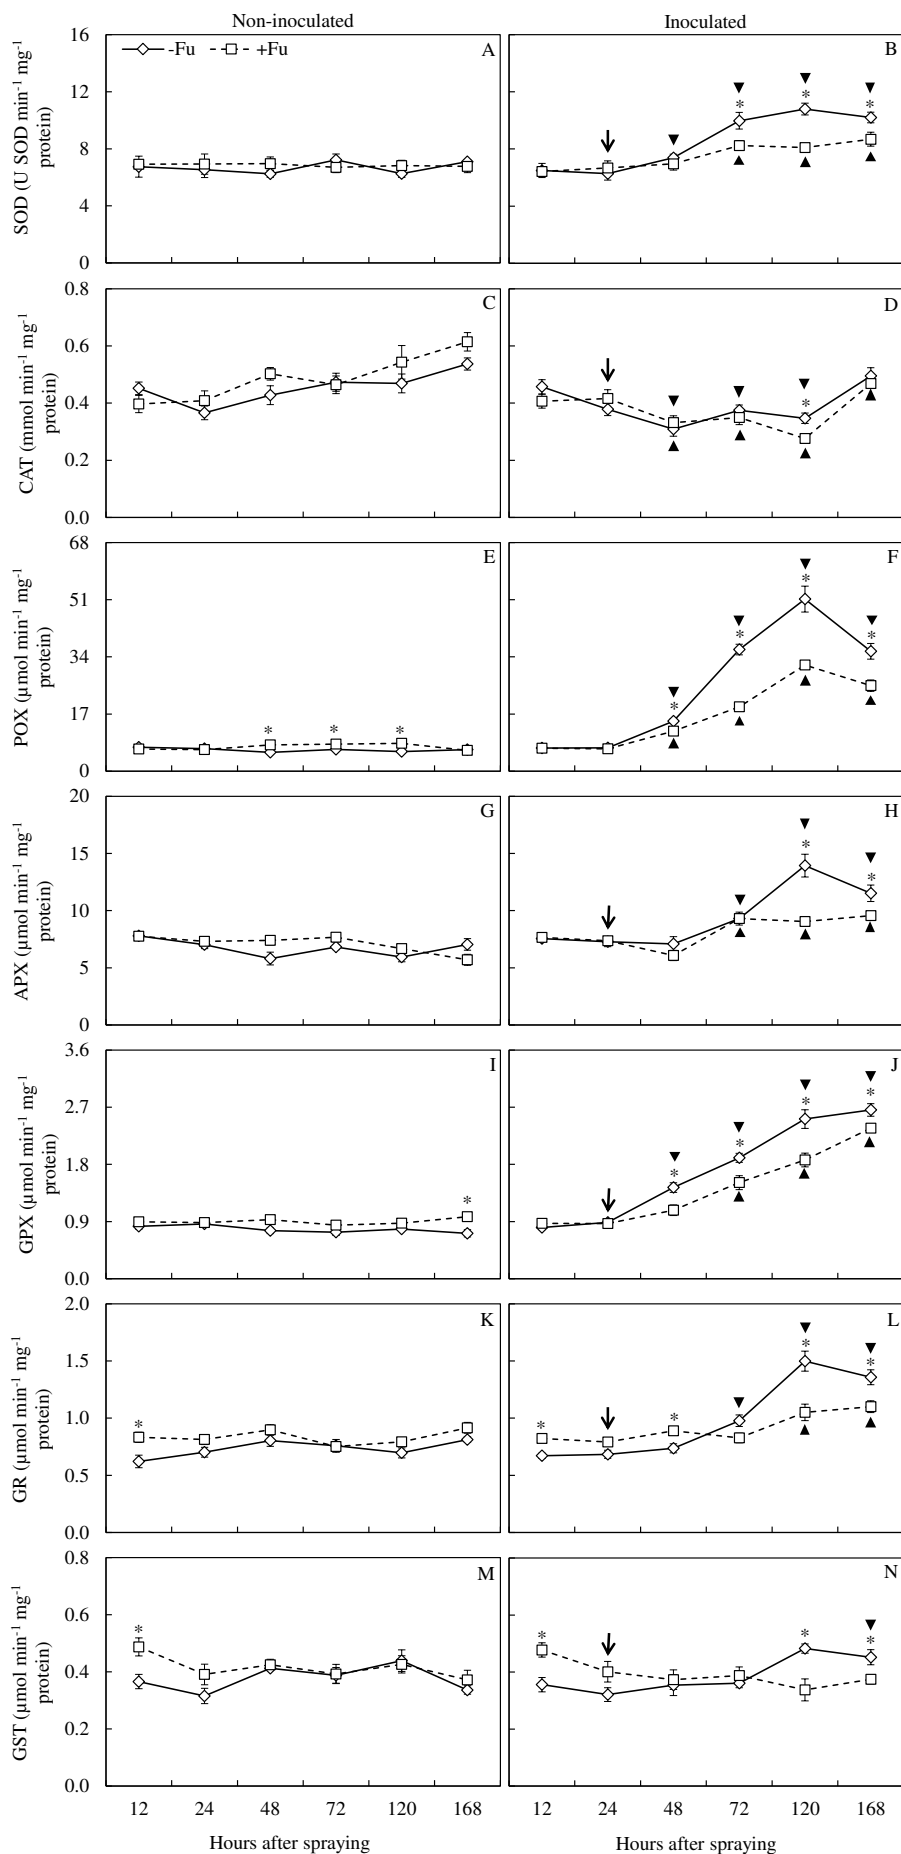 Non-inoculated Inoculated
-Fu +Fu
A
B
SOD (U SOD min⁻¹ mg⁻¹
protein)
16
12
8
4
0
* * *
C
D
CAT (mmol min⁻¹ mg⁻¹
protein)
0.8
0.6
0.4
0.2
0.0
*
E
F
POX (µmol min⁻¹ mg⁻¹
protein)
68
51
34
17
0
* * *
* * * *
G
H
APX (µmol min⁻¹ mg⁻¹
protein)
20
15
10
5
0
* *
I
J
GPX (µmol min⁻¹ mg⁻¹
protein)
3.6
2.7
1.8
0.9
0.0
*
* * * *
K
L
GR (µmol min⁻¹ mg⁻¹
protein)
2.0
1.5
1.0
0.5
0.0
*
* * * *
M
N
GST (µmol min⁻¹ mg⁻¹
protein)
0.8
0.6
0.4
0.2
0.0
*
* * *
12 24 48 72 120 168 12 24 48 72 120 168
Hours after spraying Hours after spraying